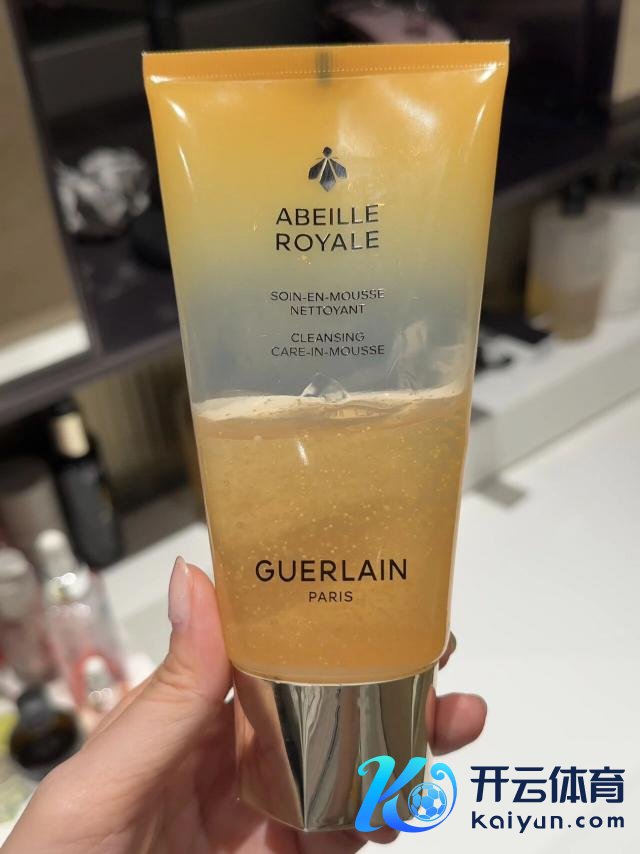 ABEILLE
ROYALE
SOIN-EN-MOUSSE
NETTOYANT
CLEANSING
CARE-IN-MOUSSE
GUERLAIN
PARIS
开云体育
kaiyun.com